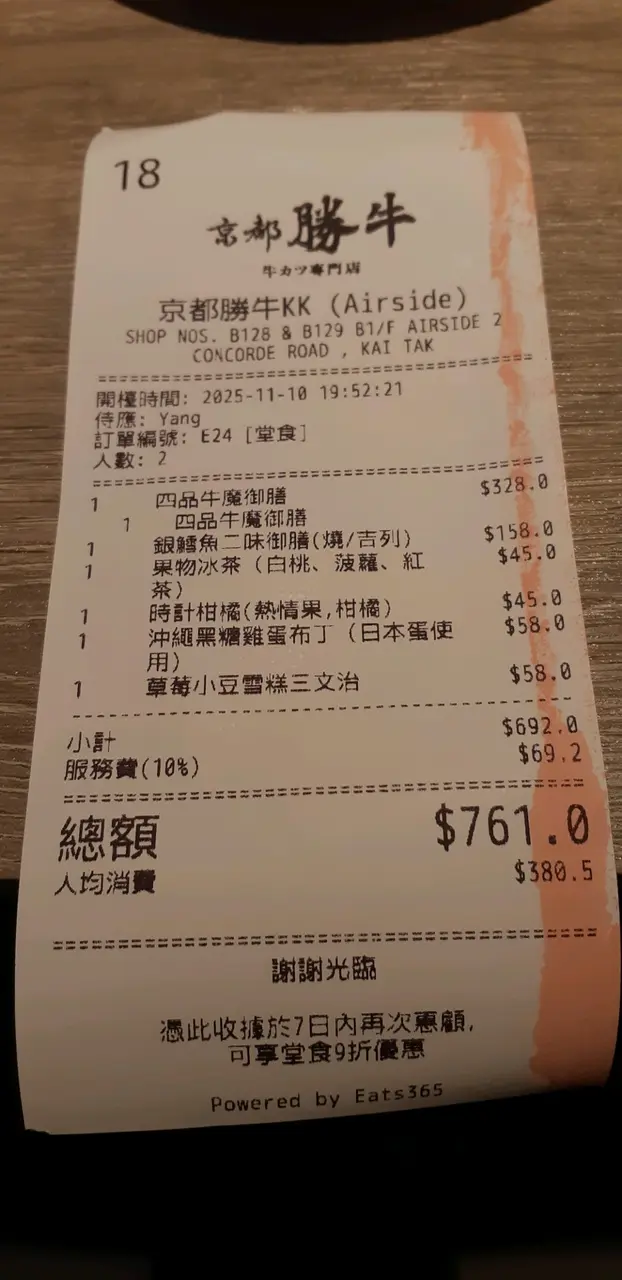 18
京都勝牛
牛カツ専門店
京都勝牛KK (Airside)
SHOP NOS. B128 & B129 B1/F AIRSIDE 2
CONCORDE ROAD , KAI TAK
開檯時間: 2025-11-10 19:52:21
侍應: Yang
訂單編號: E24 [堂食]
人數: 2
1 四品牛魔御膳 $328.0
1 四品牛魔御膳
1 銀鱈魚二味御膳(燒/吉列) $158.0
1 果物冰茶 (白桃、菠蘿、紅 $45.0
茶)
1 時計柑橘(熱情果,柑橘) $45.0
1 沖繩黑糖雞蛋布丁 (日本蛋使 $58.0
用)
1 草莓小豆雪糕三文治 $58.0
小計 $692.0
服務費(10%) $69.2
總額 $761.0
人均消費 $380.5
謝謝光臨
憑此收據於7日內再次惠顧,
可享堂食9折優惠
Powered by Eats365